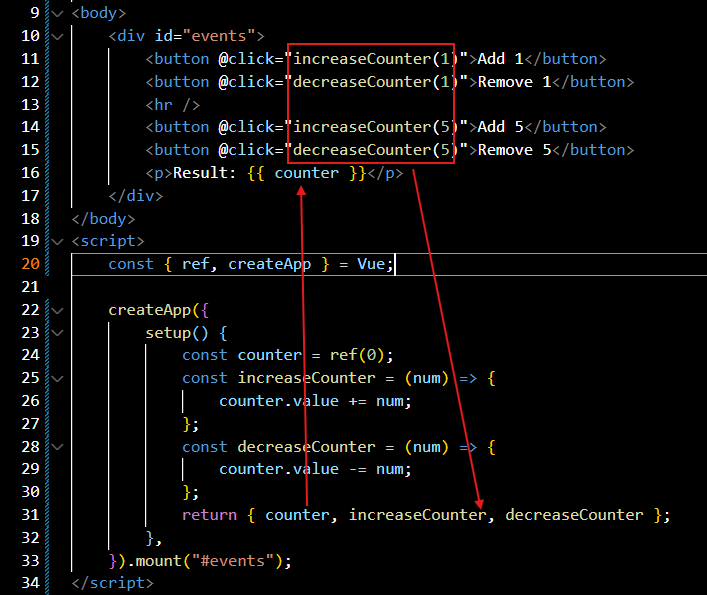 9 <body>
10 <div id="events">
11 <button @click="increaseCounter(1)">Add 1</button>
12 <button @click="decreaseCounter(1)">Remove 1</button>
13 <hr />
14 <button @click="increaseCounter(5)">Add 5</button>
15 <button @click="decreaseCounter(5)">Remove 5</button>
16 <p>Result: {{ counter }}</p>
17 </div>
18 </body>
19 <script>
20 const { ref, createApp } = Vue;
21
22 createApp({
23 setup() {
24 const counter = ref(0);
25 const increaseCounter = (num) => {
26 counter.value += num;
27 };
28 const decreaseCounter = (num) => {
29 counter.value -= num;
30 };
31 return { counter, increaseCounter, decreaseCounter };
32 },
33 }).mount("#events");
34 </script>